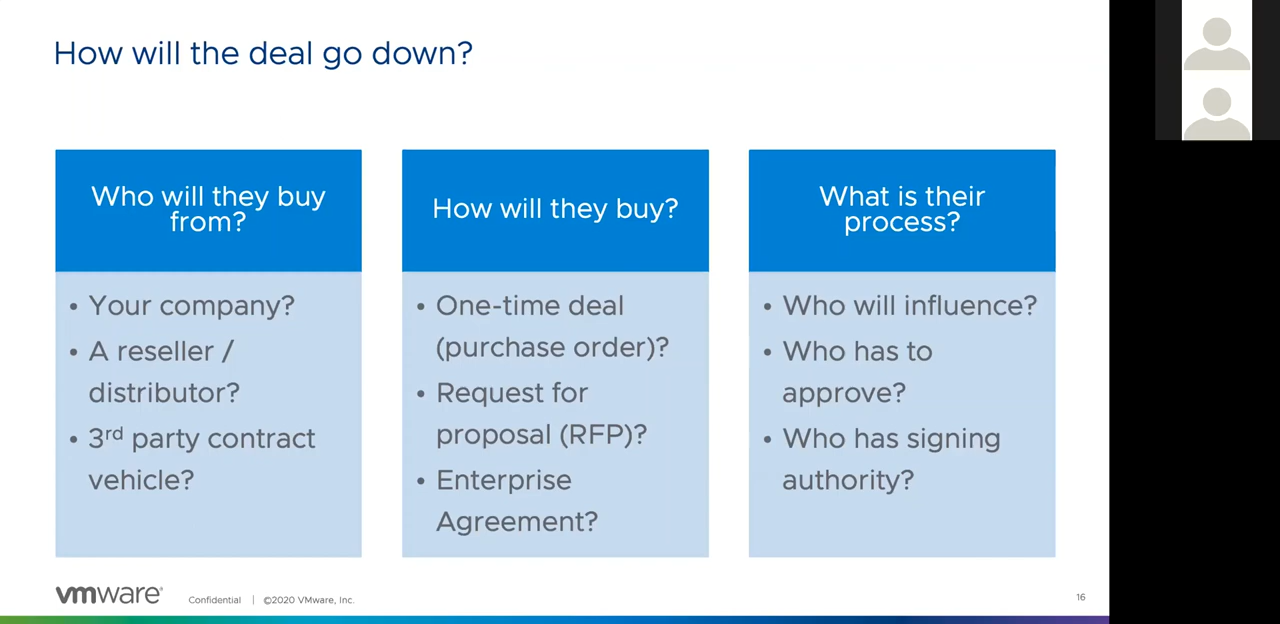 How will the deal go down?
Who will they buy
from?
• Your company?
• A reseller /
distributor?
• 3rd party contract
vehicle?
How will they buy?
• One-time deal
(purchase order)?
• Request for
proposal (RFP)?
• Enterprise
Agreement?
What is their
process?
• Who will influence?
• Who has to
approve?
• Who has signing
authority?
vmware®
Confidential | ©2020 VMware, Inc.
16